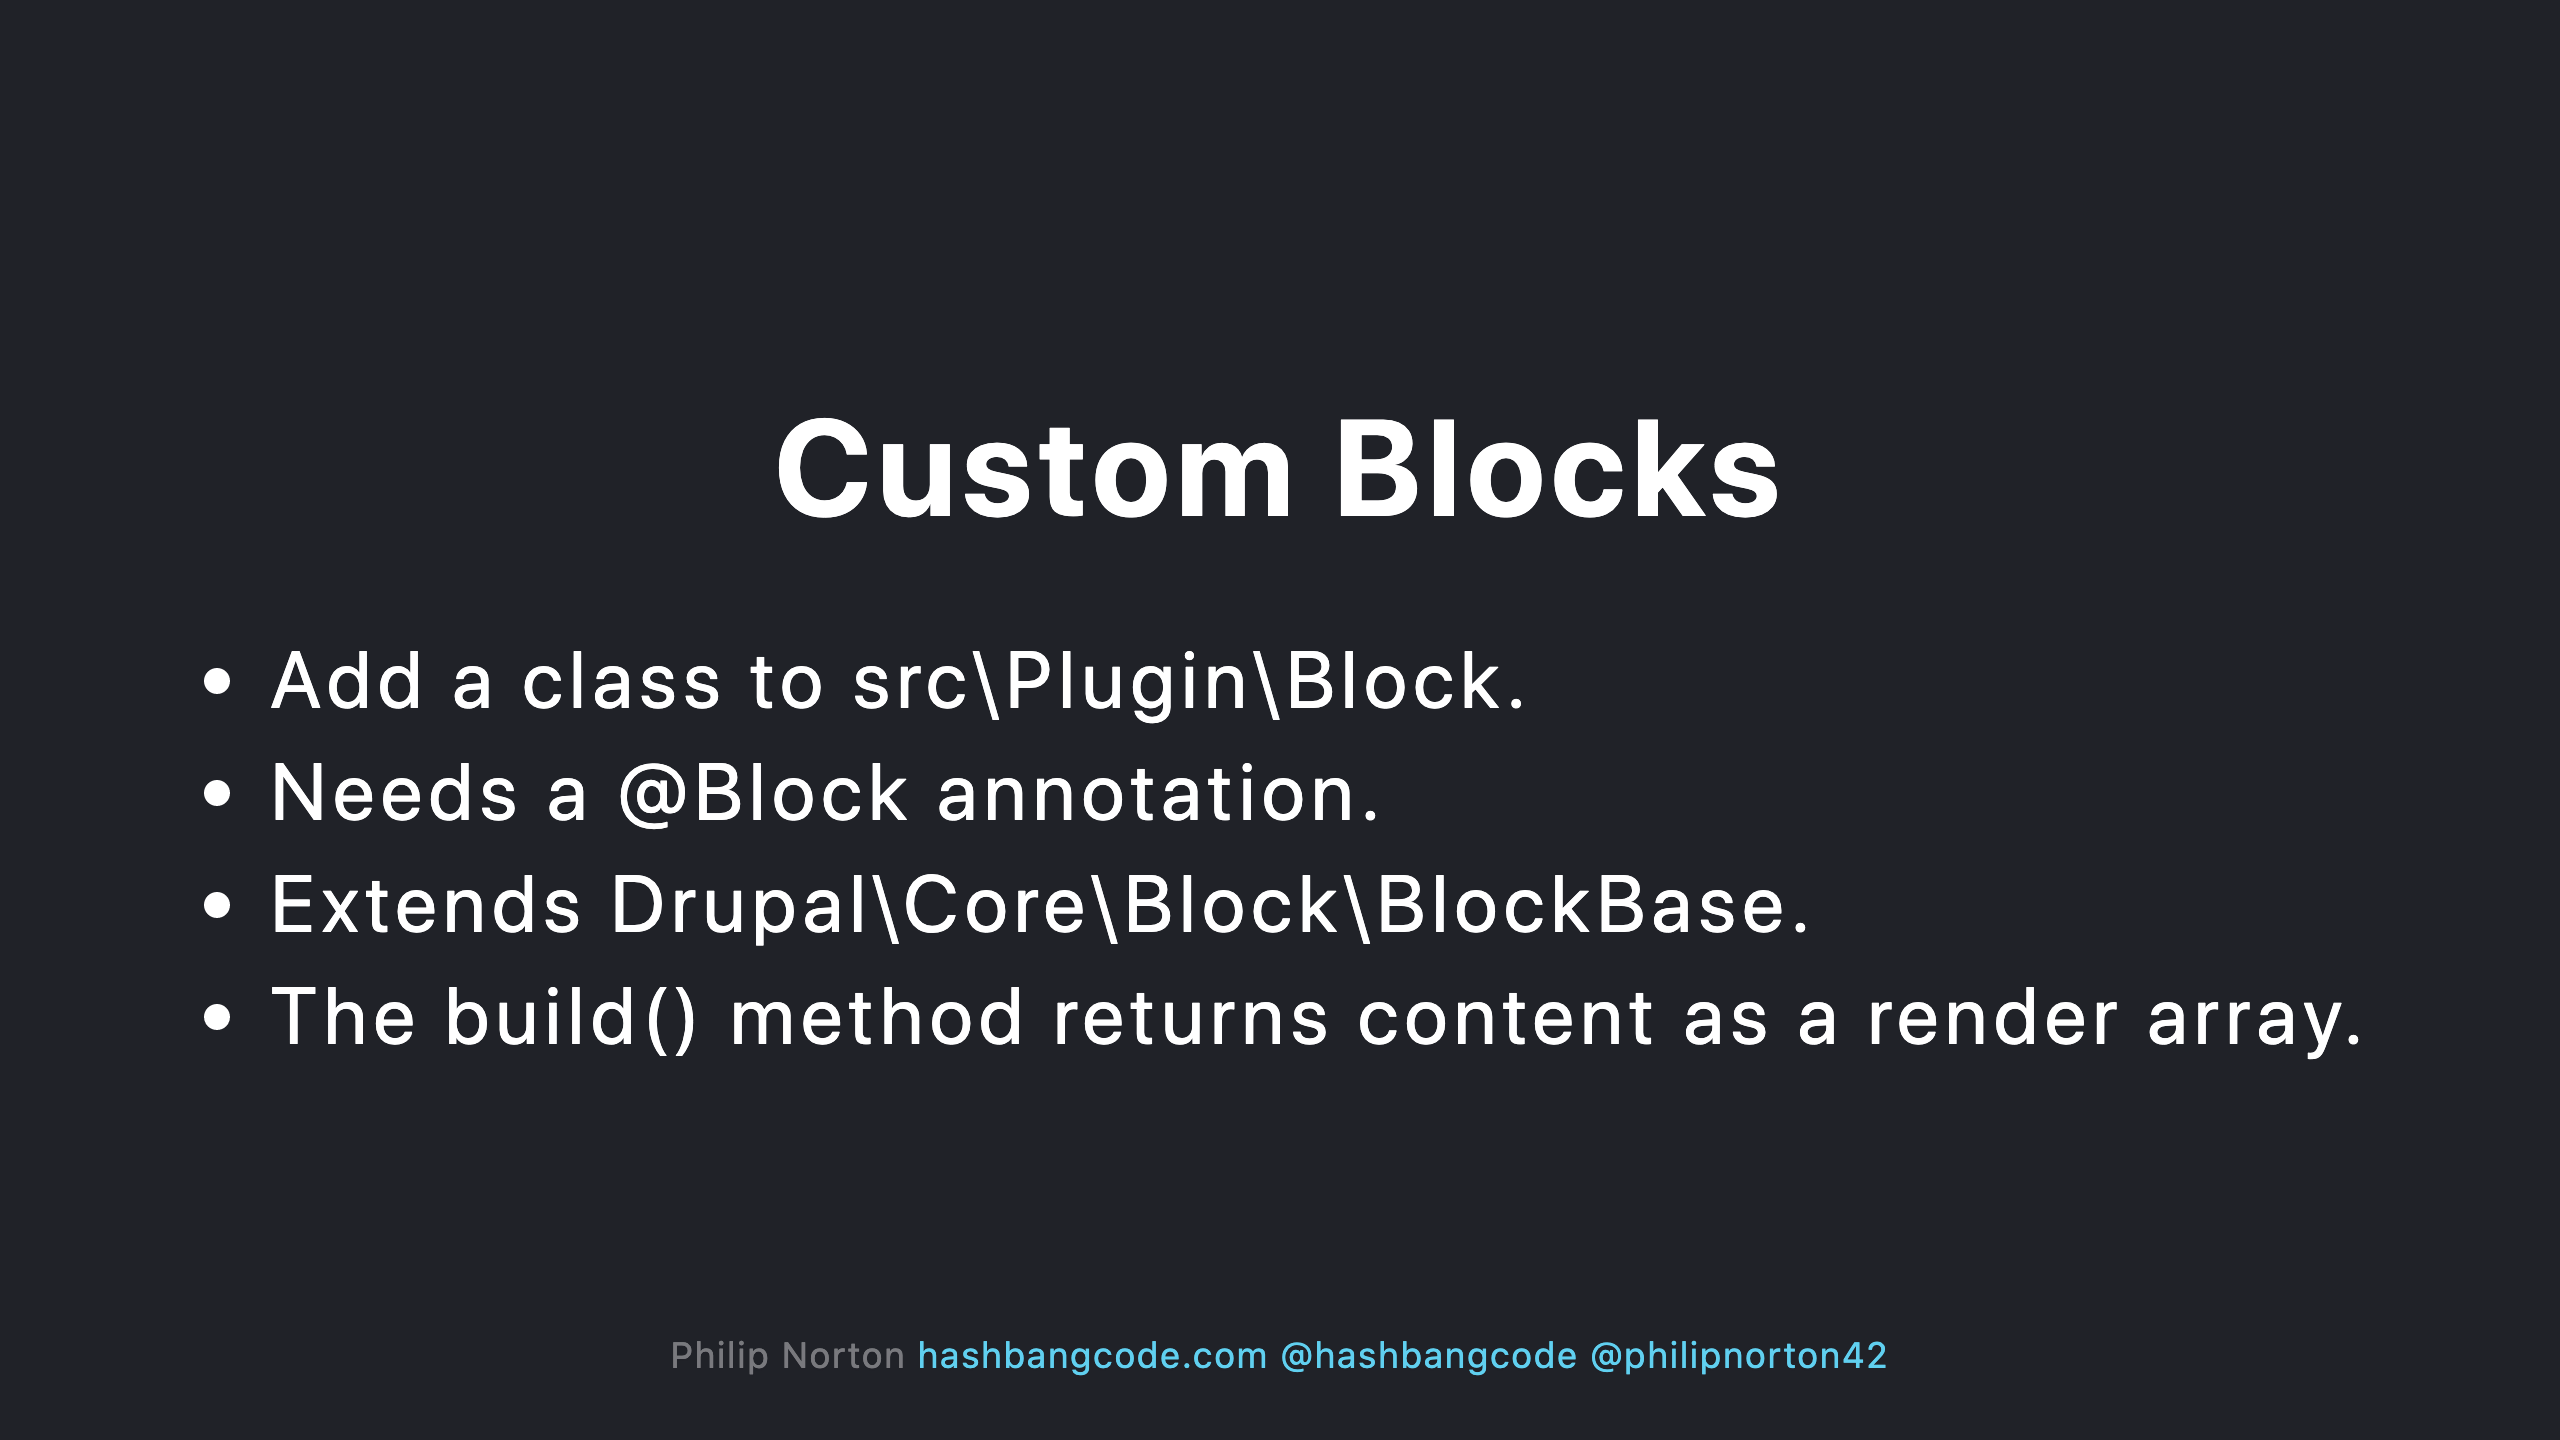 Custom Blocks
• Add a class to src\Plugin\Block.
• Needs a @Block annotation.
• Extends Drupal\Core\Block\BlockBase.
• The build() method returns content as a render array.
Philip Norton hashbangcode.com @hashbangcode @philipnorton42